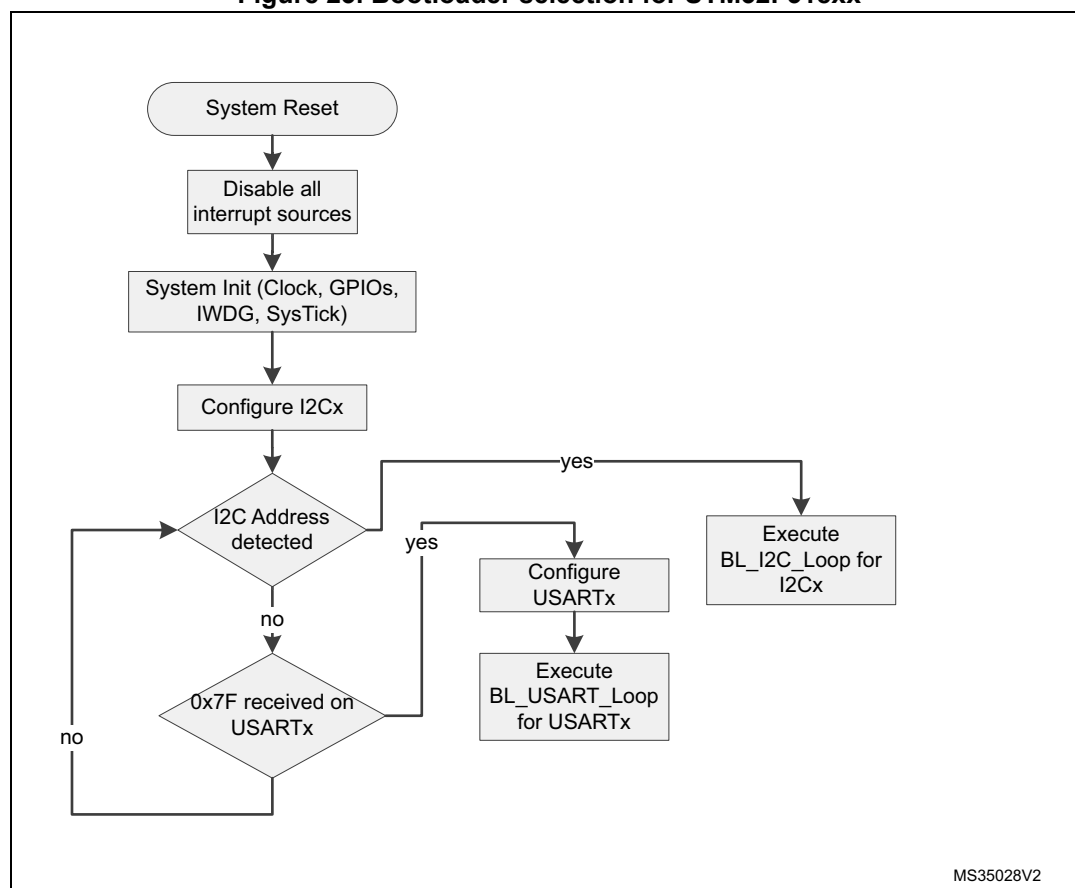 System Reset
Disable all
interrupt sources
System Init (Clock, GPIOs,
IWDG, SysTick)
Configure I2Cx
I2C Address
detected
yes
Execute
BL_I2C_Loop for
I2Cx
yes
Configure
USARTx
no
Execute
BL_USART_Loop
for USARTx
0x7F received on
USARTx
no
MS35028V2